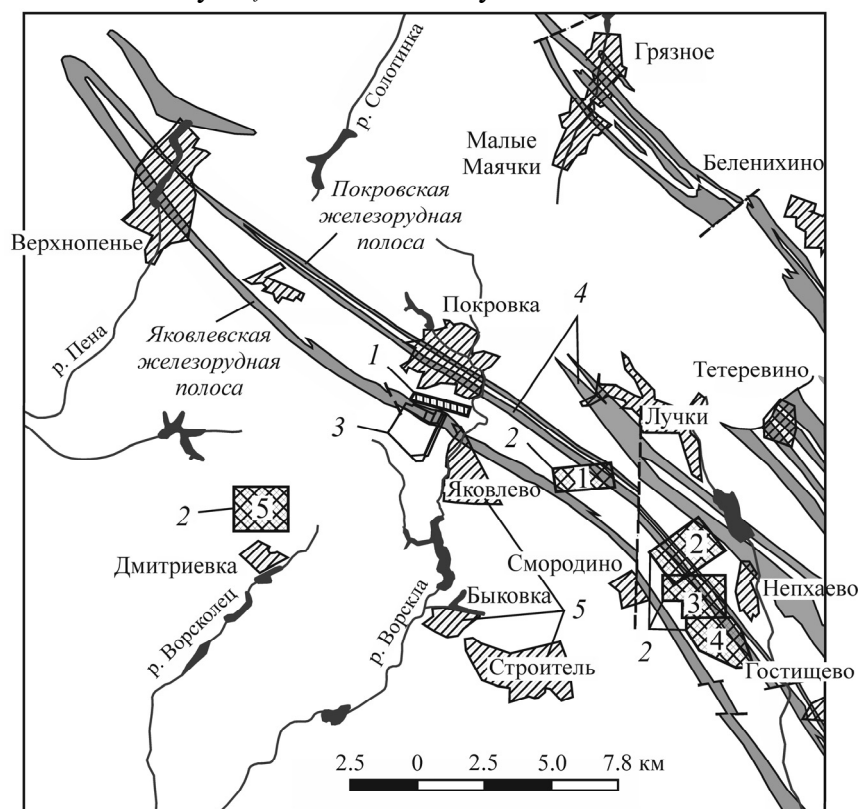 Грязное
р. Солотинка
Малые
Маячки
Беленихино
Покровская
железорудная
полоса
Верхнопенье
р. Пена
Яковлевская
железорудная
полоса
Покровка
4
1
Тетеревино
3
2
Лучки
1
Яковлево
2
5
Дмитриевка
2
Смородино
Непхаево
3
Быковка
5
р. Ворсколец
р. Ворскла
4
Строитель
2
Гостищево
2.5 0 2.5 5.0 7.8 км